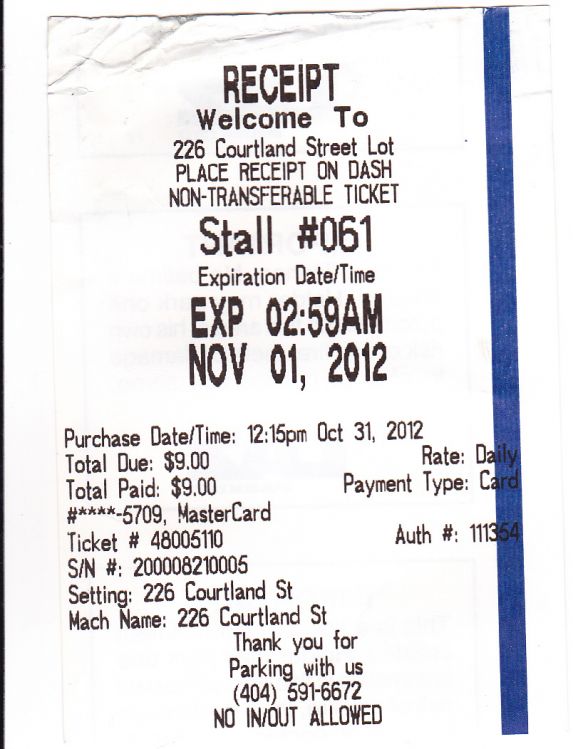 RECEIPT
Welcome To
226 Courtland Street Lot
PLACE RECEIPT ON DASH
NON-TRANSFERABLE TICKET
Stall #061
Expiration Date/Time
EXP 02:59AM
NOV 01, 2012
Purchase Date/Time: 12:15pm Oct 31, 2012
Total Due: $9.00 Rate: Daily
Total Paid: $9.00 Payment Type: Card
#****-5709, MasterCard
Ticket # 48005110 Auth #: 111354
S/N #: 200008210005
Setting: 226 Courtland St
Mach Name: 226 Courtland St
Thank you for
Parking with us
(404) 591-6672
NO IN/OUT ALLOWED